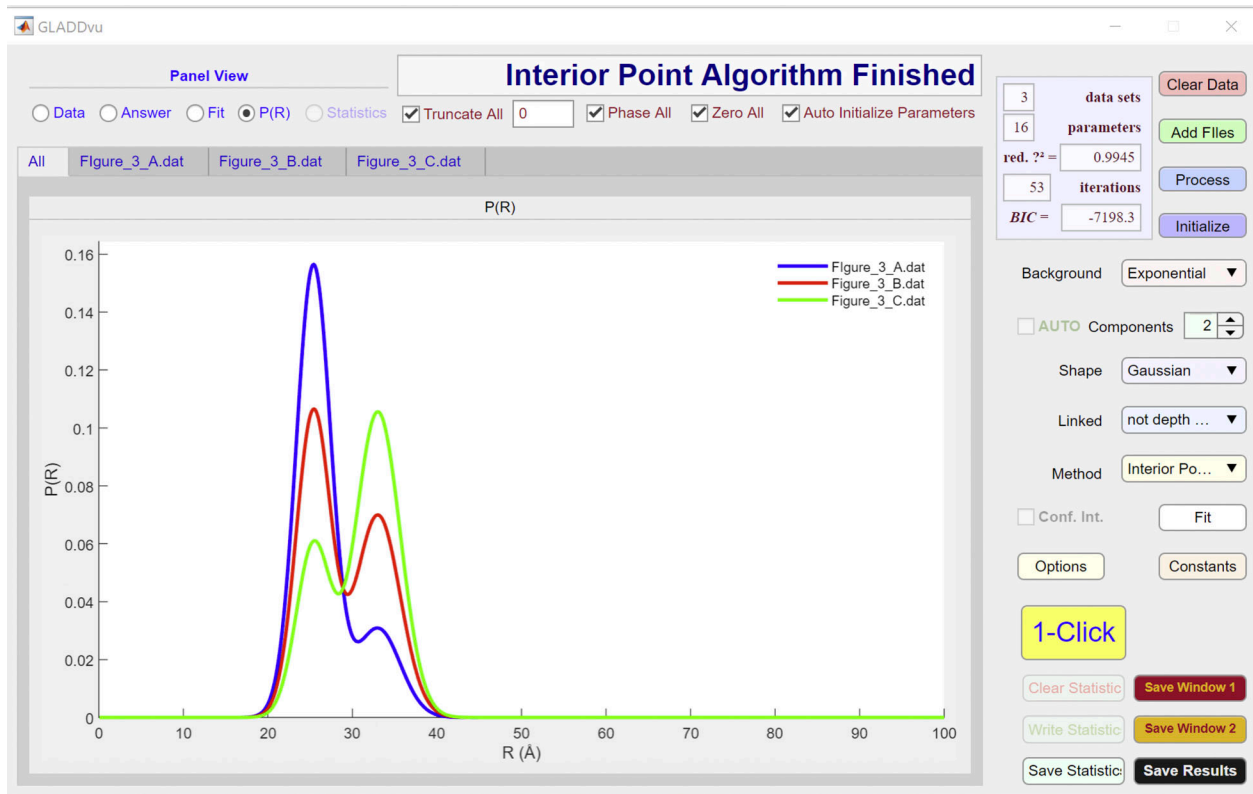 GLADDvu
Panel View
Interior Point Algorithm Finished
Data Answer Fit P(R) Statistics Truncate All 0 Phase All Zero All Auto Initialize Parameters
3 data sets
16 parameters
red. ?² = 0.9945
53 iterations
BIC = -7198.3
Clear Data
Add FIles
Process
Initialize
All FIgure_3_A.dat Figure_3_B.dat Figure_3_C.dat
P(R)
FIgure_3_A.dat
Figure_3_B.dat
Figure_3_C.dat
P(R)
0.16
0.14
0.12
0.1
0.08
0.06
0.04
0.02
0
0 10 20 30 40 50 60 70 80 90 100
R (Å)
Background Exponential
AUTO Components 2
Shape Gaussian
Linked not depth ...
Method Interior Po...
Conf. Int. Fit
Options Constants
1-Click
Clear Statistic Save Window 1
Write Statistic Save Window 2
Save Statistic Save Results